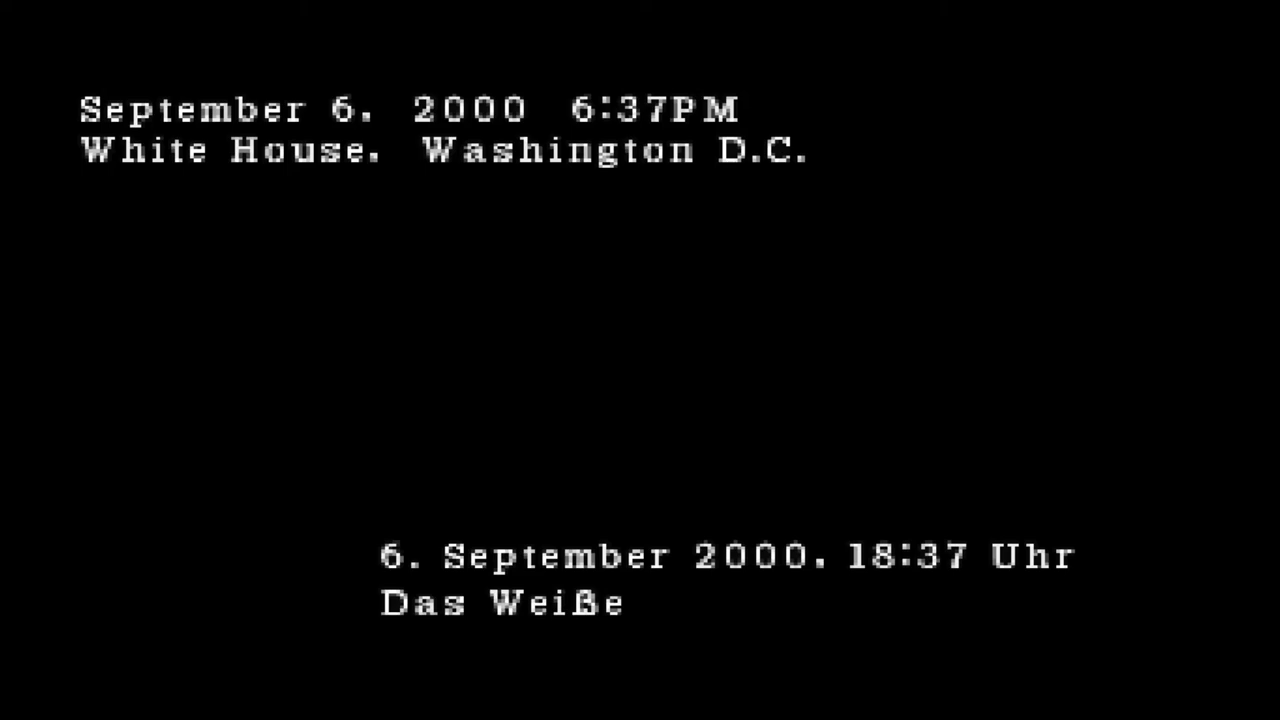 September 6, 2000 6:37PM
White House, Washington D.C.
6. September 2000, 18:37 Uhr
Das Weiße